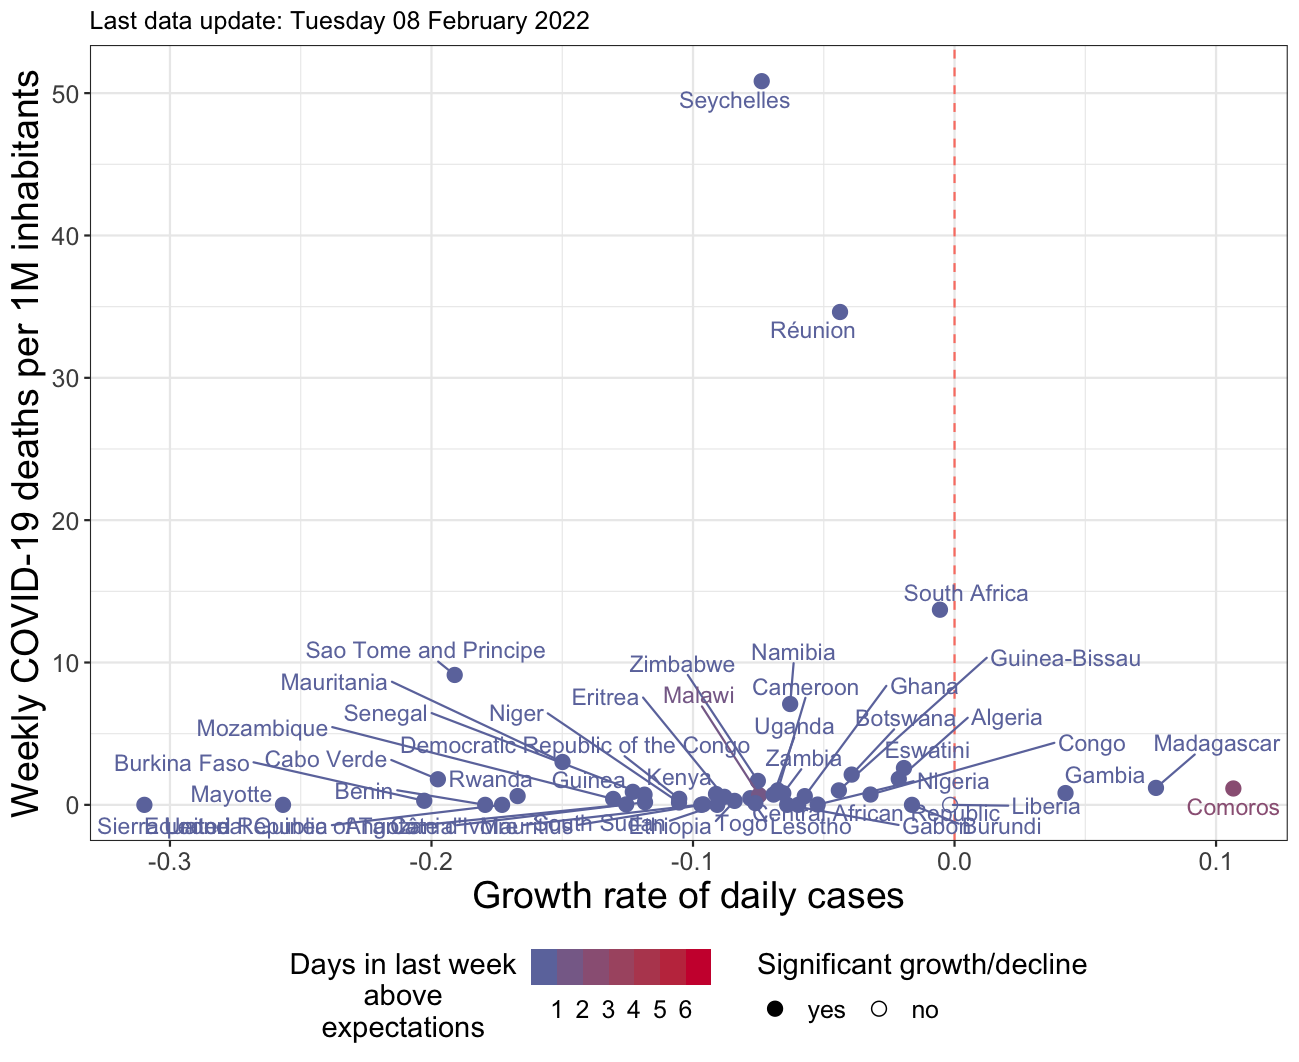 Last data update: Tuesday 08 February 2022
Weekly COVID-19 deaths per 1M inhabitants
50
40
30
20
10
0
Seychelles
Réunion
South Africa
Sao Tome and Principe
Namibia
Guinea-Bissau
Zimbabwe
Mauritania
Malawi
Cameroon
Ghana
Eritrea
Senegal
Niger
Botswana
Algeria
Mozambique
Uganda
Democratic Republic of the Congo
Eswatini
Congo
Madagascar
Burkina Faso
Cabo Verde
Zambia
Rwanda
Guinea
Kenya
Nigeria
Gambia
Mayotte
Benin
Comoros
Liberia
Central African Republic
Sierra
South Sudan
Ethiopia
Togo
Lesotho
Gabon
Burundi
-0.3
-0.2
-0.1
0.0
0.1
Growth rate of daily cases
Days in last week
above
expectations
1 2 3 4 5 6
Significant growth/decline
yes
no